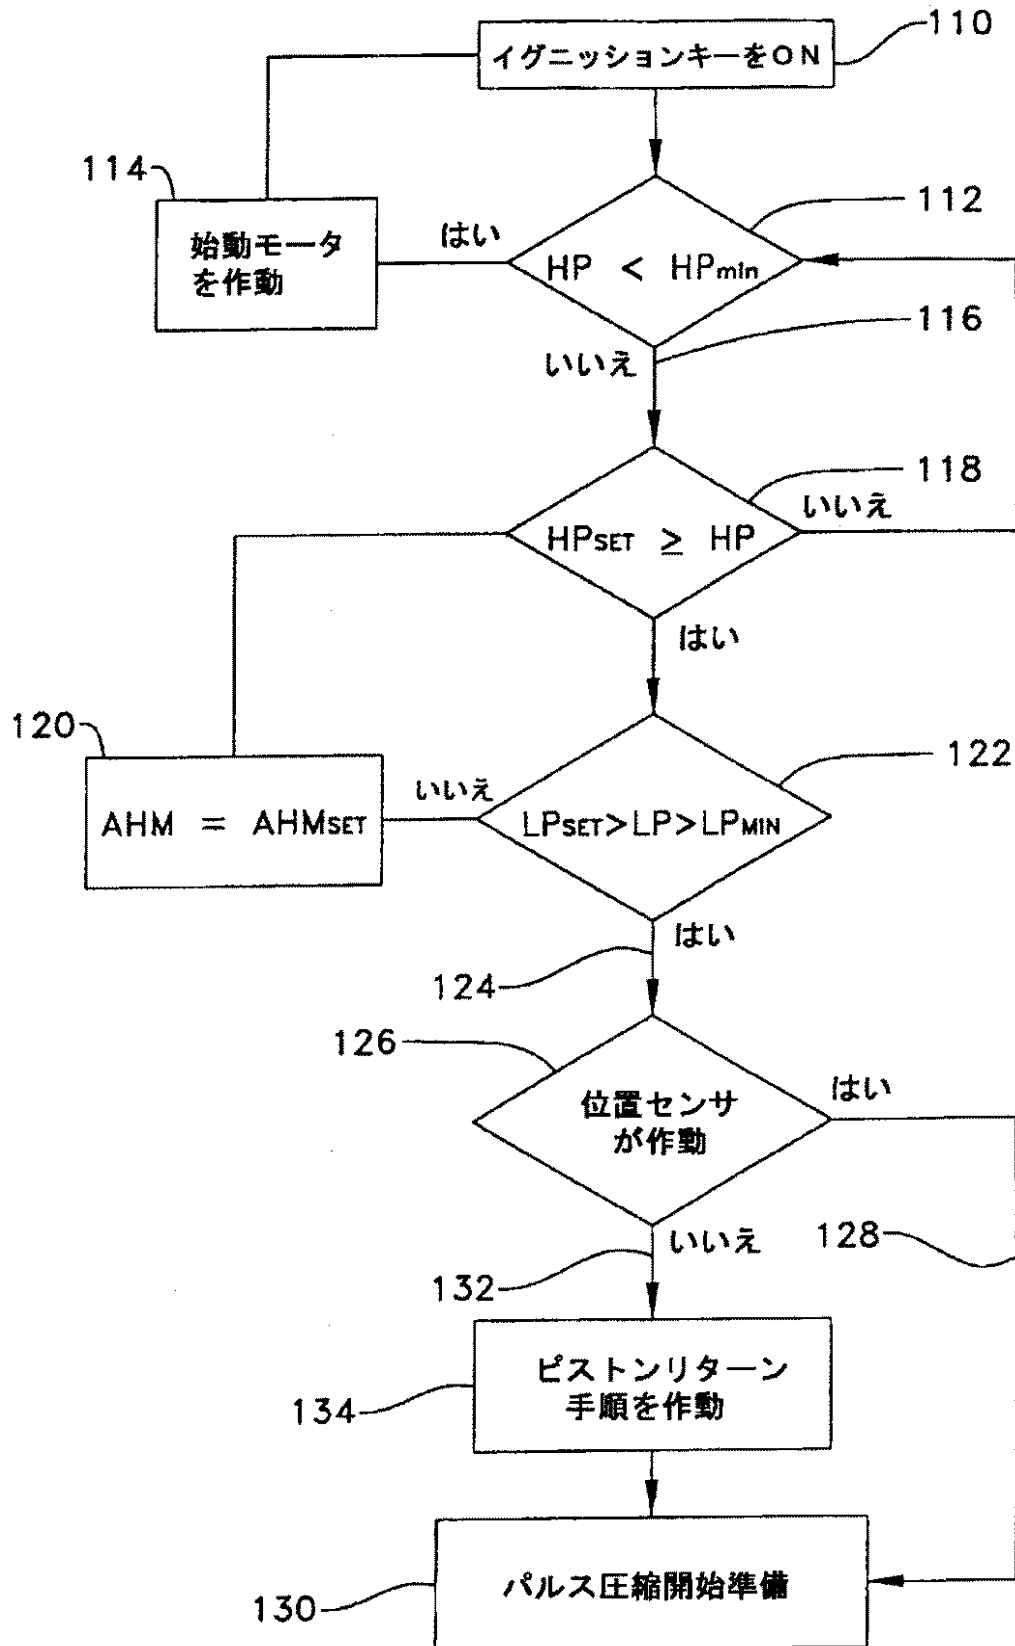 110
イグニッションキーをON
114
112
はい
始動モータ
を作動
HP < HPmin
116
いいえ
118
いいえ
HPSET ≥ HP
はい
120
122
いいえ
AHM = AHMSET
LPSET>LP>LPMIN
はい
124
126
はい
位置センサ
が作動
いいえ
128
132
ピストンリターン
手順を作動
134
パルス圧縮開始準備
130